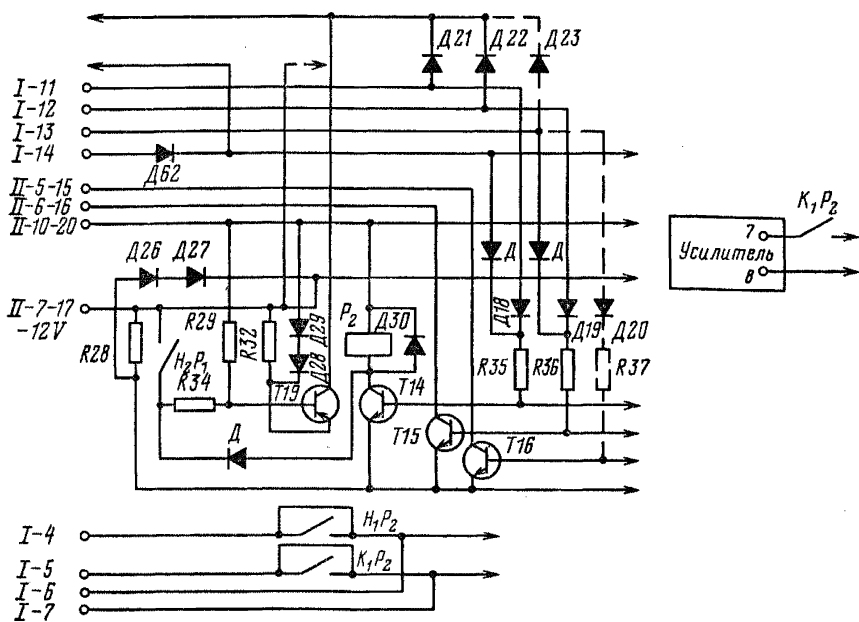 Д21
Д22
Д23
I-11
I-12
I-13
I-14
Д62
II-5-15
II-6-16
II-10-20
Д26
Д27
II-7-17
-12V
R28
H₂P₁
R29
R34
R32
Д29
Д28
T19
P₂
Д30
T14
T15
T16
Д
Д
Д
Д18
Д19
Д20
R35
R36
R37
K₁P₂
7
Усилитель
8
I-4
H₁P₂
I-5
K₁P₂
I-6
I-7